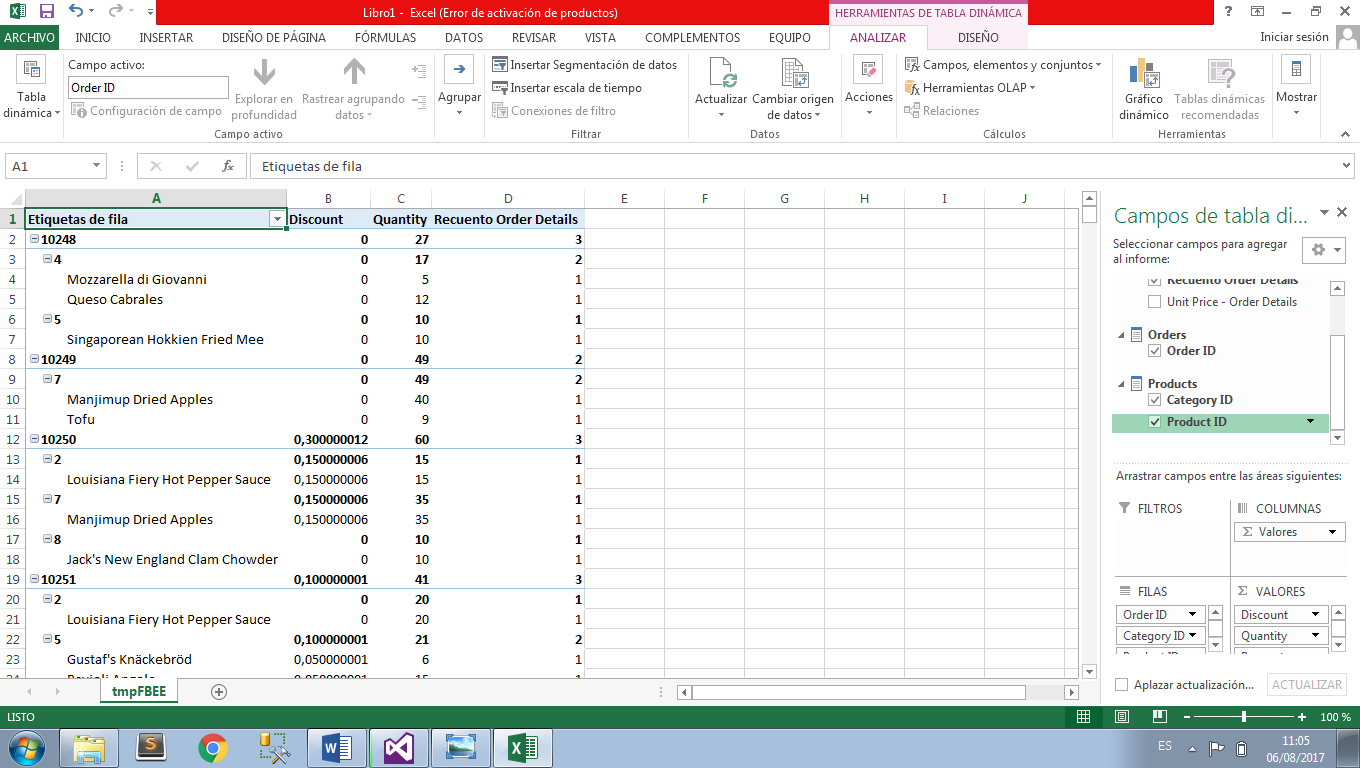 Libro1 - Excel (Error de activación de productos)
HERRAMIENTAS DE TABLA DINÁMICA
ARCHIVO INICIO INSERTAR DISEÑO DE PÁGINA FÓRMULAS DATOS REVISAR VISTA COMPLEMENTOS EQUIPO ANALIZAR DISEÑO Iniciar sesión
Tabla dinámica
Campo activo:
Order ID
Configuración de campo
Explorar en profundidad
Rastrear agrupando datos
Campo activo
Agrupar
Insertar Segmentación de datos
Insertar escala de tiempo
Conexiones de filtro
Filtrar
Actualizar
Cambiar origen de datos
Datos
Acciones
Campos, elementos y conjuntos
Herramientas OLAP
Relaciones
Cálculos
Gráfico dinámico
Tablas dinámicas recomendadas
Herramientas
Mostrar
A1 fx Etiquetas de fila
A B C D E F G H I J
1 Etiquetas de fila Discount Quantity Recuento Order Details
2 10248 0 27 3
3 4 0 17 2
4 Mozzarella di Giovanni 0 5 1
5 Queso Cabrales 0 12 1
6 5 0 10 1
7 Singaporean Hokkien Fried Mee 0 10 1
8 10249 0 49 2
9 7 0 49 2
10 Manjimup Dried Apples 0 40 1
11 Tofu 0 9 1
12 10250 0,300000012 60 3
13 2 0,150000006 15 1
14 Louisiana Fiery Hot Pepper Sauce 0,150000006 15 1
15 7 0,150000006 35 1
16 Manjimup Dried Apples 0,150000006 35 1
17 8 0 10 1
18 Jack's New England Clam Chowder 0 10 1
19 10251 0,100000001 41 3
20 2 0 20 1
21 Louisiana Fiery Hot Pepper Sauce 0 20 1
22 5 0,100000001 21 2
23 Gustaf's Knäckebröd 0,050000001 6 1
Campos de tabla di...
Seleccionar campos para agregar
al informe:
Recuento Order Details
Unit Price - Order Details
Orders
Order ID
Products
Category ID
Product ID
Arrastrar campos entre las áreas siguientes:
FILTROS
COLUMNAS
Σ Valores
FILAS
Order ID
Category ID
Σ VALORES
Discount
Quantity
Aplazar actualización...
ACTUALIZAR
tmpFBEE
LISTO
100 %
ES
11:05
06/08/2017